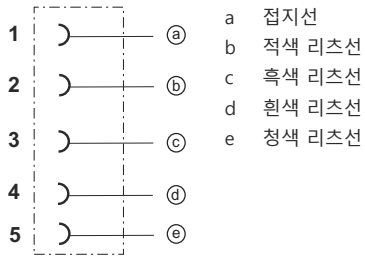 1 ⓐ
2 ⓑ
3 ⓒ
4 ⓓ
5 ⓔ
a 접지선
b 적색 리츠선
c 흑색 리츠선
d 흰색 리츠선
e 청색 리츠선